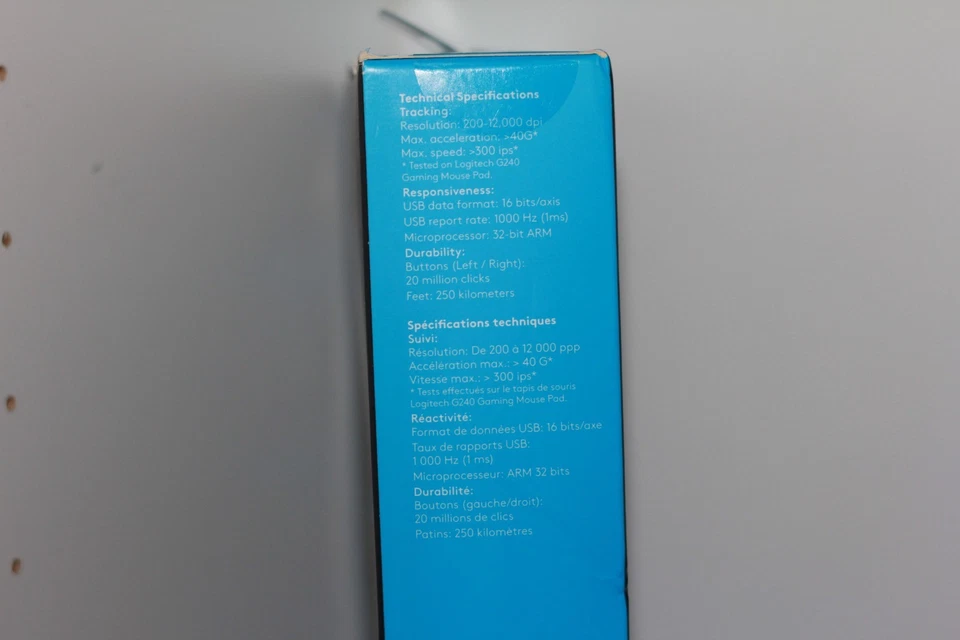 Technical Specifications
Tracking:
Resolution: 200-12,000 dpi
Max. acceleration: >40G*
Max. speed: >300 ips*
* Tested on Logitech G240
Gaming Mouse Pad.
Responsiveness:
USB data format: 16 bits/axis
USB report rate: 1000 Hz (1ms)
Microprocessor: 32-bit ARM
Durability:
Buttons (Left / Right):
20 million clicks
Feet: 250 kilometers
Spécifications techniques
Suivi:
Résolution: De 200 à 12 000 ppp
Accélération max.: > 40 G*
Vitesse max.: > 300 ips*
* Tests effectués sur le tapis de souris
Logitech G240 Gaming Mouse Pad.
Réactivité:
Format de données USB: 16 bits/axe
Taux de rapports USB:
1 000 Hz (1 ms)
Microprocesseur: ARM 32 bits
Durabilité:
Boutons (gauche/droit):
20 millions de clics
Patins: 250 kilomètres